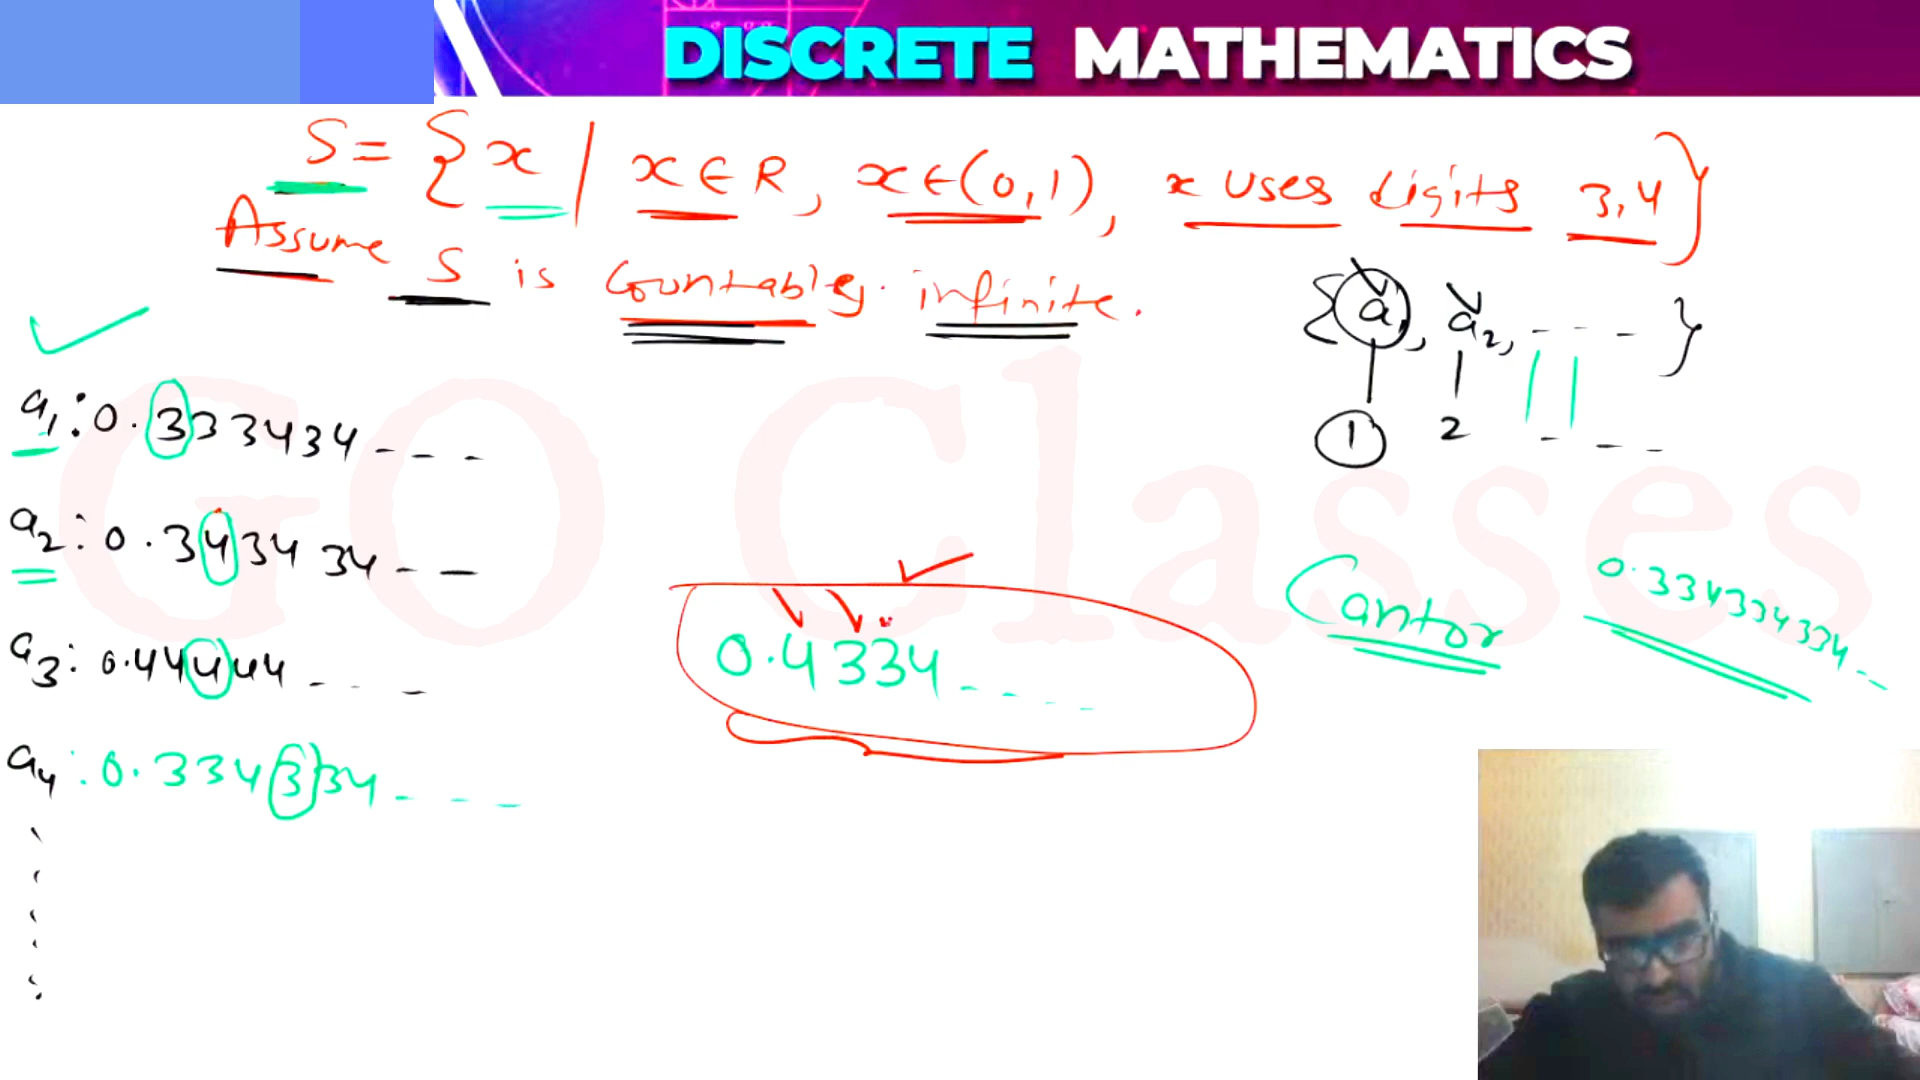 DISCRETE MATHEMATICS
S = { x | x ∈ R, x ∈ (0,1), x uses digits 3,4 }
Assume S is countably infinite.
{ a1, a2, - - - }
1 2 - - -
a1 : 0.333434 - - -
a2 : 0.343434 - -
a3 : 0.44444 - - -
a4 : 0.334334 - - -
0.4334 - - - -
Cantor
0.334334334 - -
GO Classes